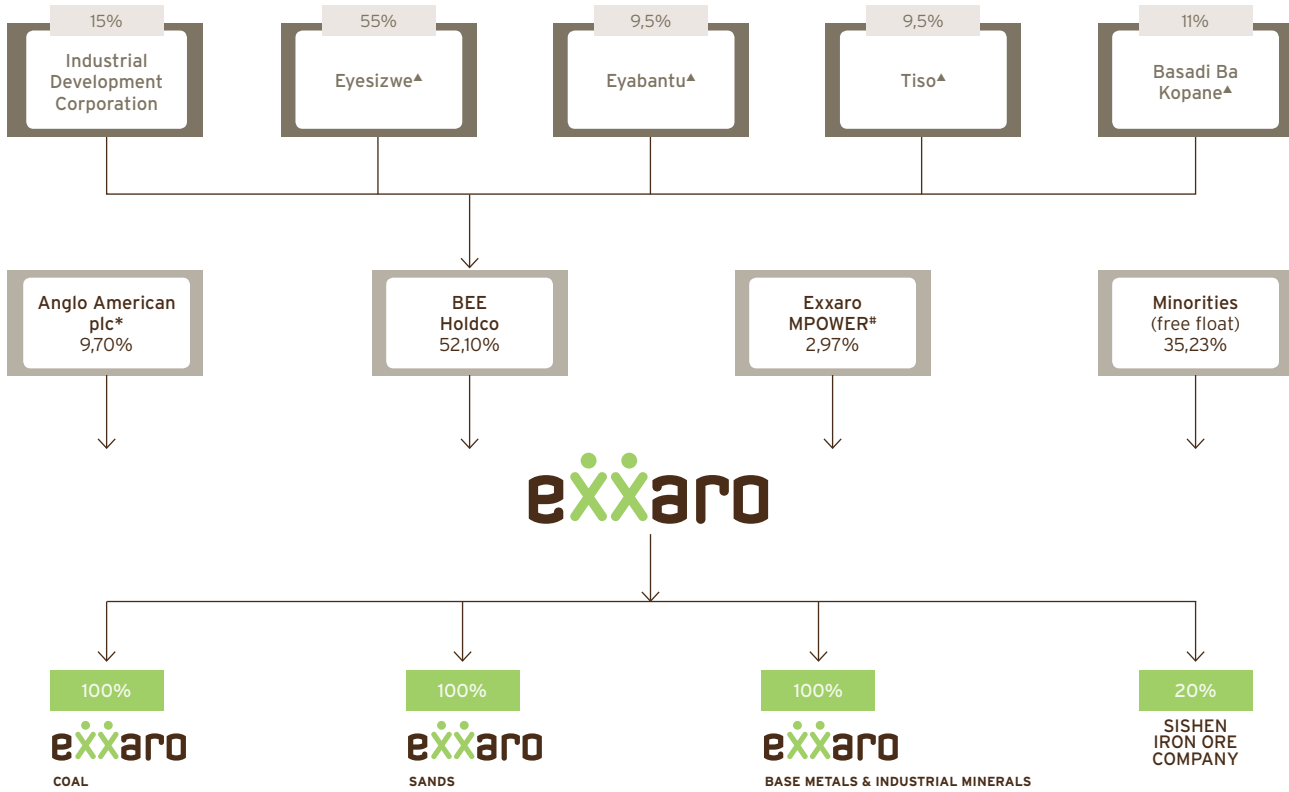 15%
55%
9,5%
9,5%
11%
Industrial
Development
Corporation
Eyesizwe▲
Eyabantu▲
Tiso▲
Basadi Ba
Kopane▲
Anglo American
plc*
9,70%
BEE
Holdco
52,10%
Exxaro
MPOWER#
2,97%
Minorities
(free float)
35,23%
exxaro
100%
exxaro
COAL
100%
exxaro
SANDS
100%
exxaro
BASE METALS & INDUSTRIAL MINERALS
20%
SISHEN
IRON ORE
COMPANY